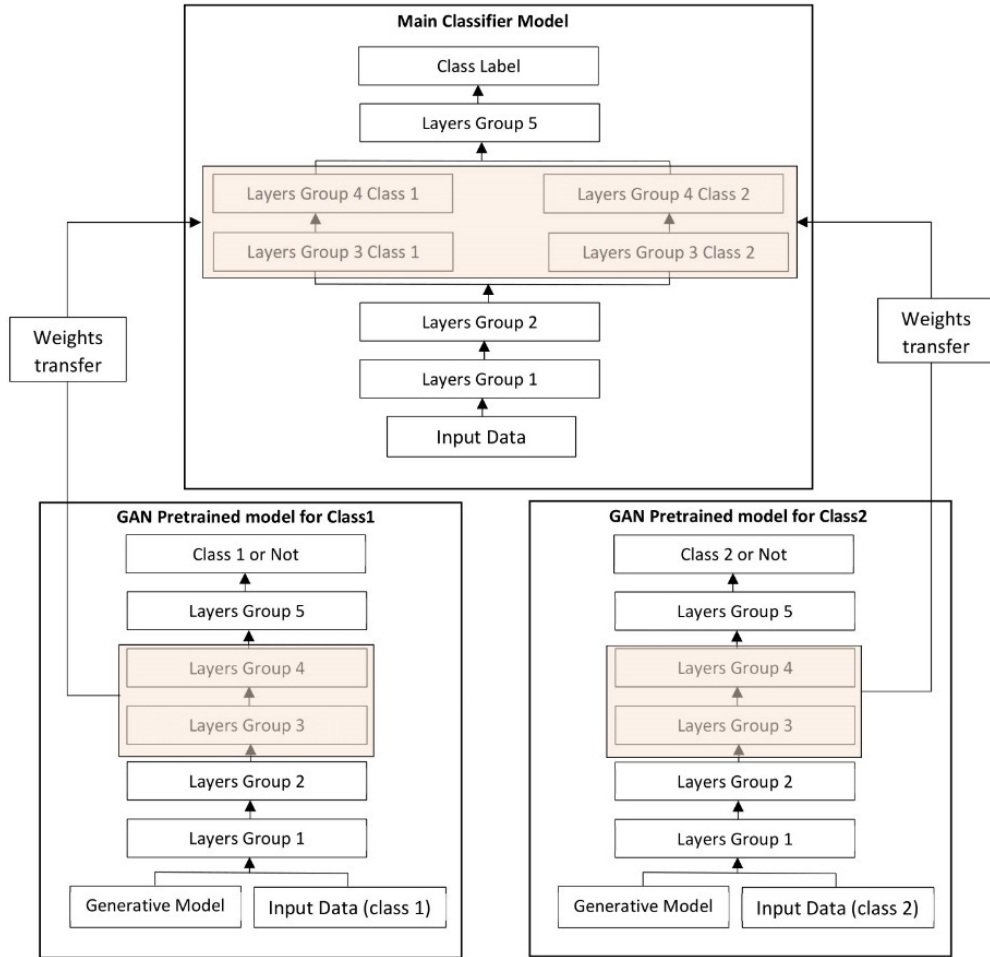 Main Classifier Model
Class Label
Layers Group 5
Layers Group 4 Class 1
Layers Group 4 Class 2
Layers Group 3 Class 1
Layers Group 3 Class 2
Layers Group 2
Layers Group 1
Input Data
Weights
transfer
Weights
transfer
GAN Pretrained model for Class1
Class 1 or Not
Layers Group 5
Layers Group 4
Layers Group 3
Layers Group 2
Layers Group 1
Generative Model
Input Data (class 1)
GAN Pretrained model for Class2
Class 2 or Not
Layers Group 5
Layers Group 4
Layers Group 3
Layers Group 2
Layers Group 1
Generative Model
Input Data (class 2)